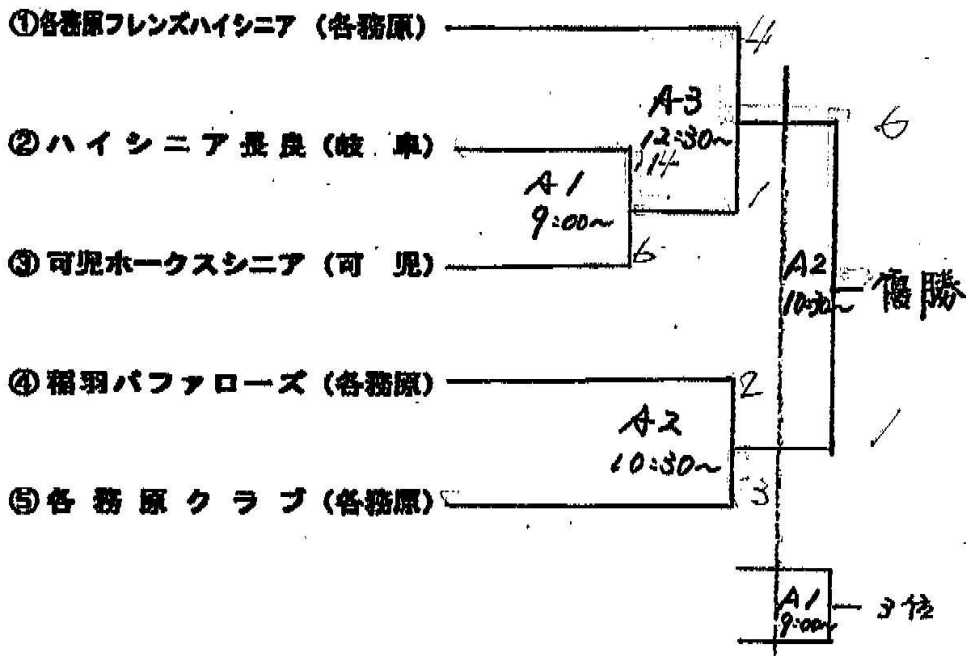 ①各務原フレンズハイシニア (各務原)
4
A-3
12:30~
6
②ハイシニア長良 (岐阜)
14
A1
9:00~
1
③可児ホークスシニア (可 児)
6
A2
10:30~
優勝
④稲羽バファローズ (各務原)
2
A2
10:30~
1
⑤各務原クラブ (各務原)
3
A1
9:00~
3位